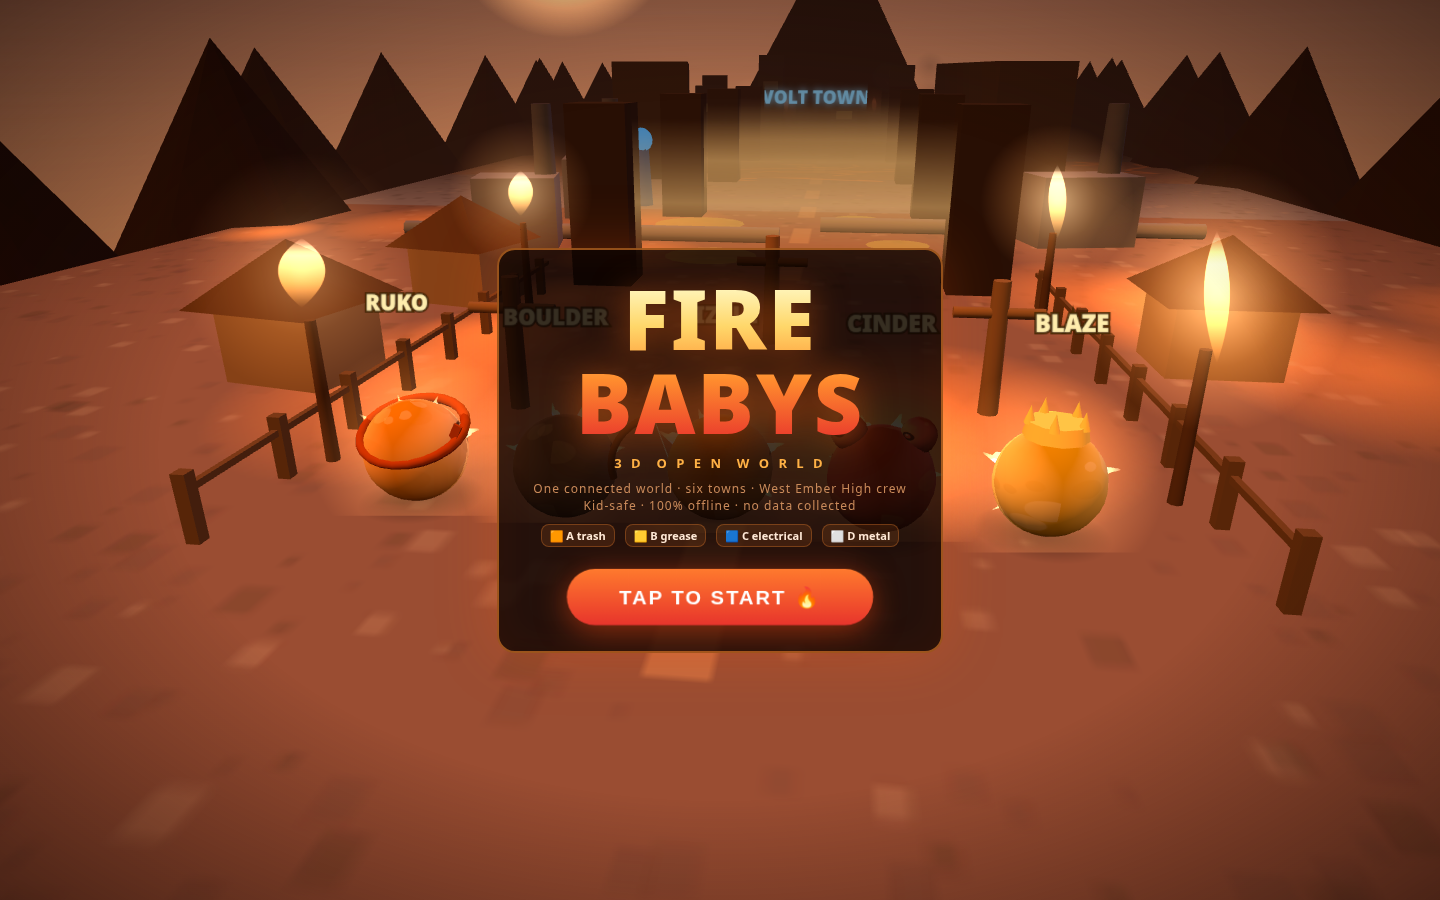 VOLT TOWN
RUKO
BOULDER
CINDER
BLAZE
FIRE
BABYS
3D OPEN WORLD
One connected world · six towns · West Ember High crew
Kid-safe · 100% offline · no data collected
🟧 A trash
🟨 B grease
🟦 C electrical
⬜ D metal
TAP TO START 🔥